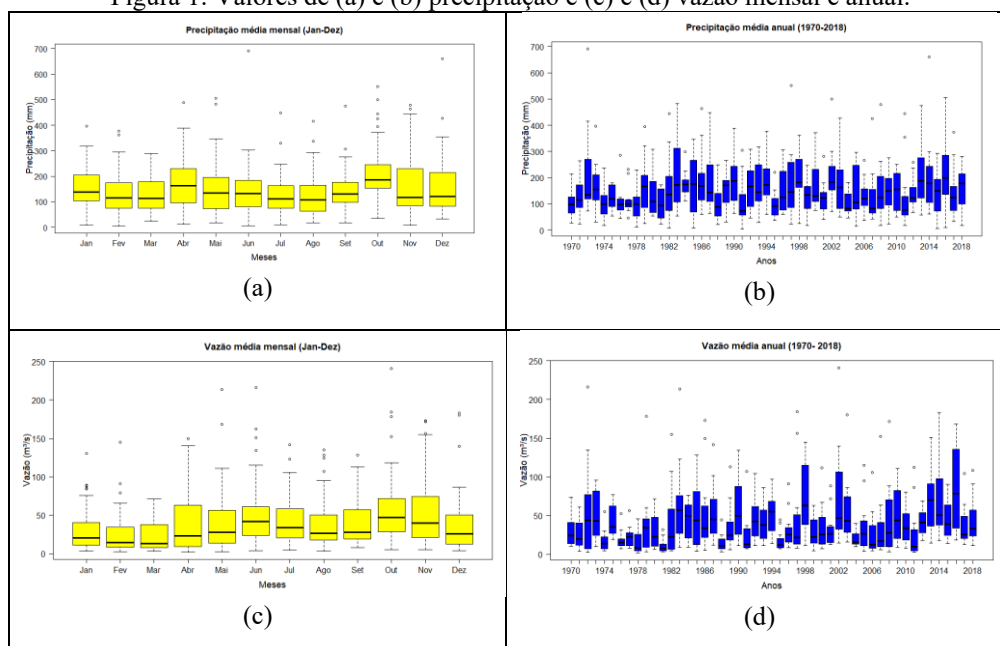 Figura 1. Valores de (a) e (b) precipitação e (c) e (d) vazão mensal e anual.
Precipitação média mensal (Jan-Dez)
Precipitação (mm)
700
600
500
400
300
200
100
0
Jan Fev Mar Abr Mai Jun Jul Ago Set Out Nov Dez
Meses
(a)
Precipitação média anual (1970-2018)
Precipitação (mm)
700
600
500
400
300
200
100
0
1970 1974 1978 1982 1986 1990 1994 1998 2002 2006 2010 2014 2018
Anos
(b)
Vazão média mensal (Jan-Dez)
Vazão (m³/s)
250
200
150
100
50
0
Jan Fev Mar Abr Mai Jun Jul Ago Set Out Nov Dez
Meses
(c)
Vazão média anual (1970- 2018)
Vazão (m³/s)
250
200
150
100
50
0
1970 1974 1978 1982 1986 1990 1994 1998 2002 2006 2010 2014 2018
Anos
(d)